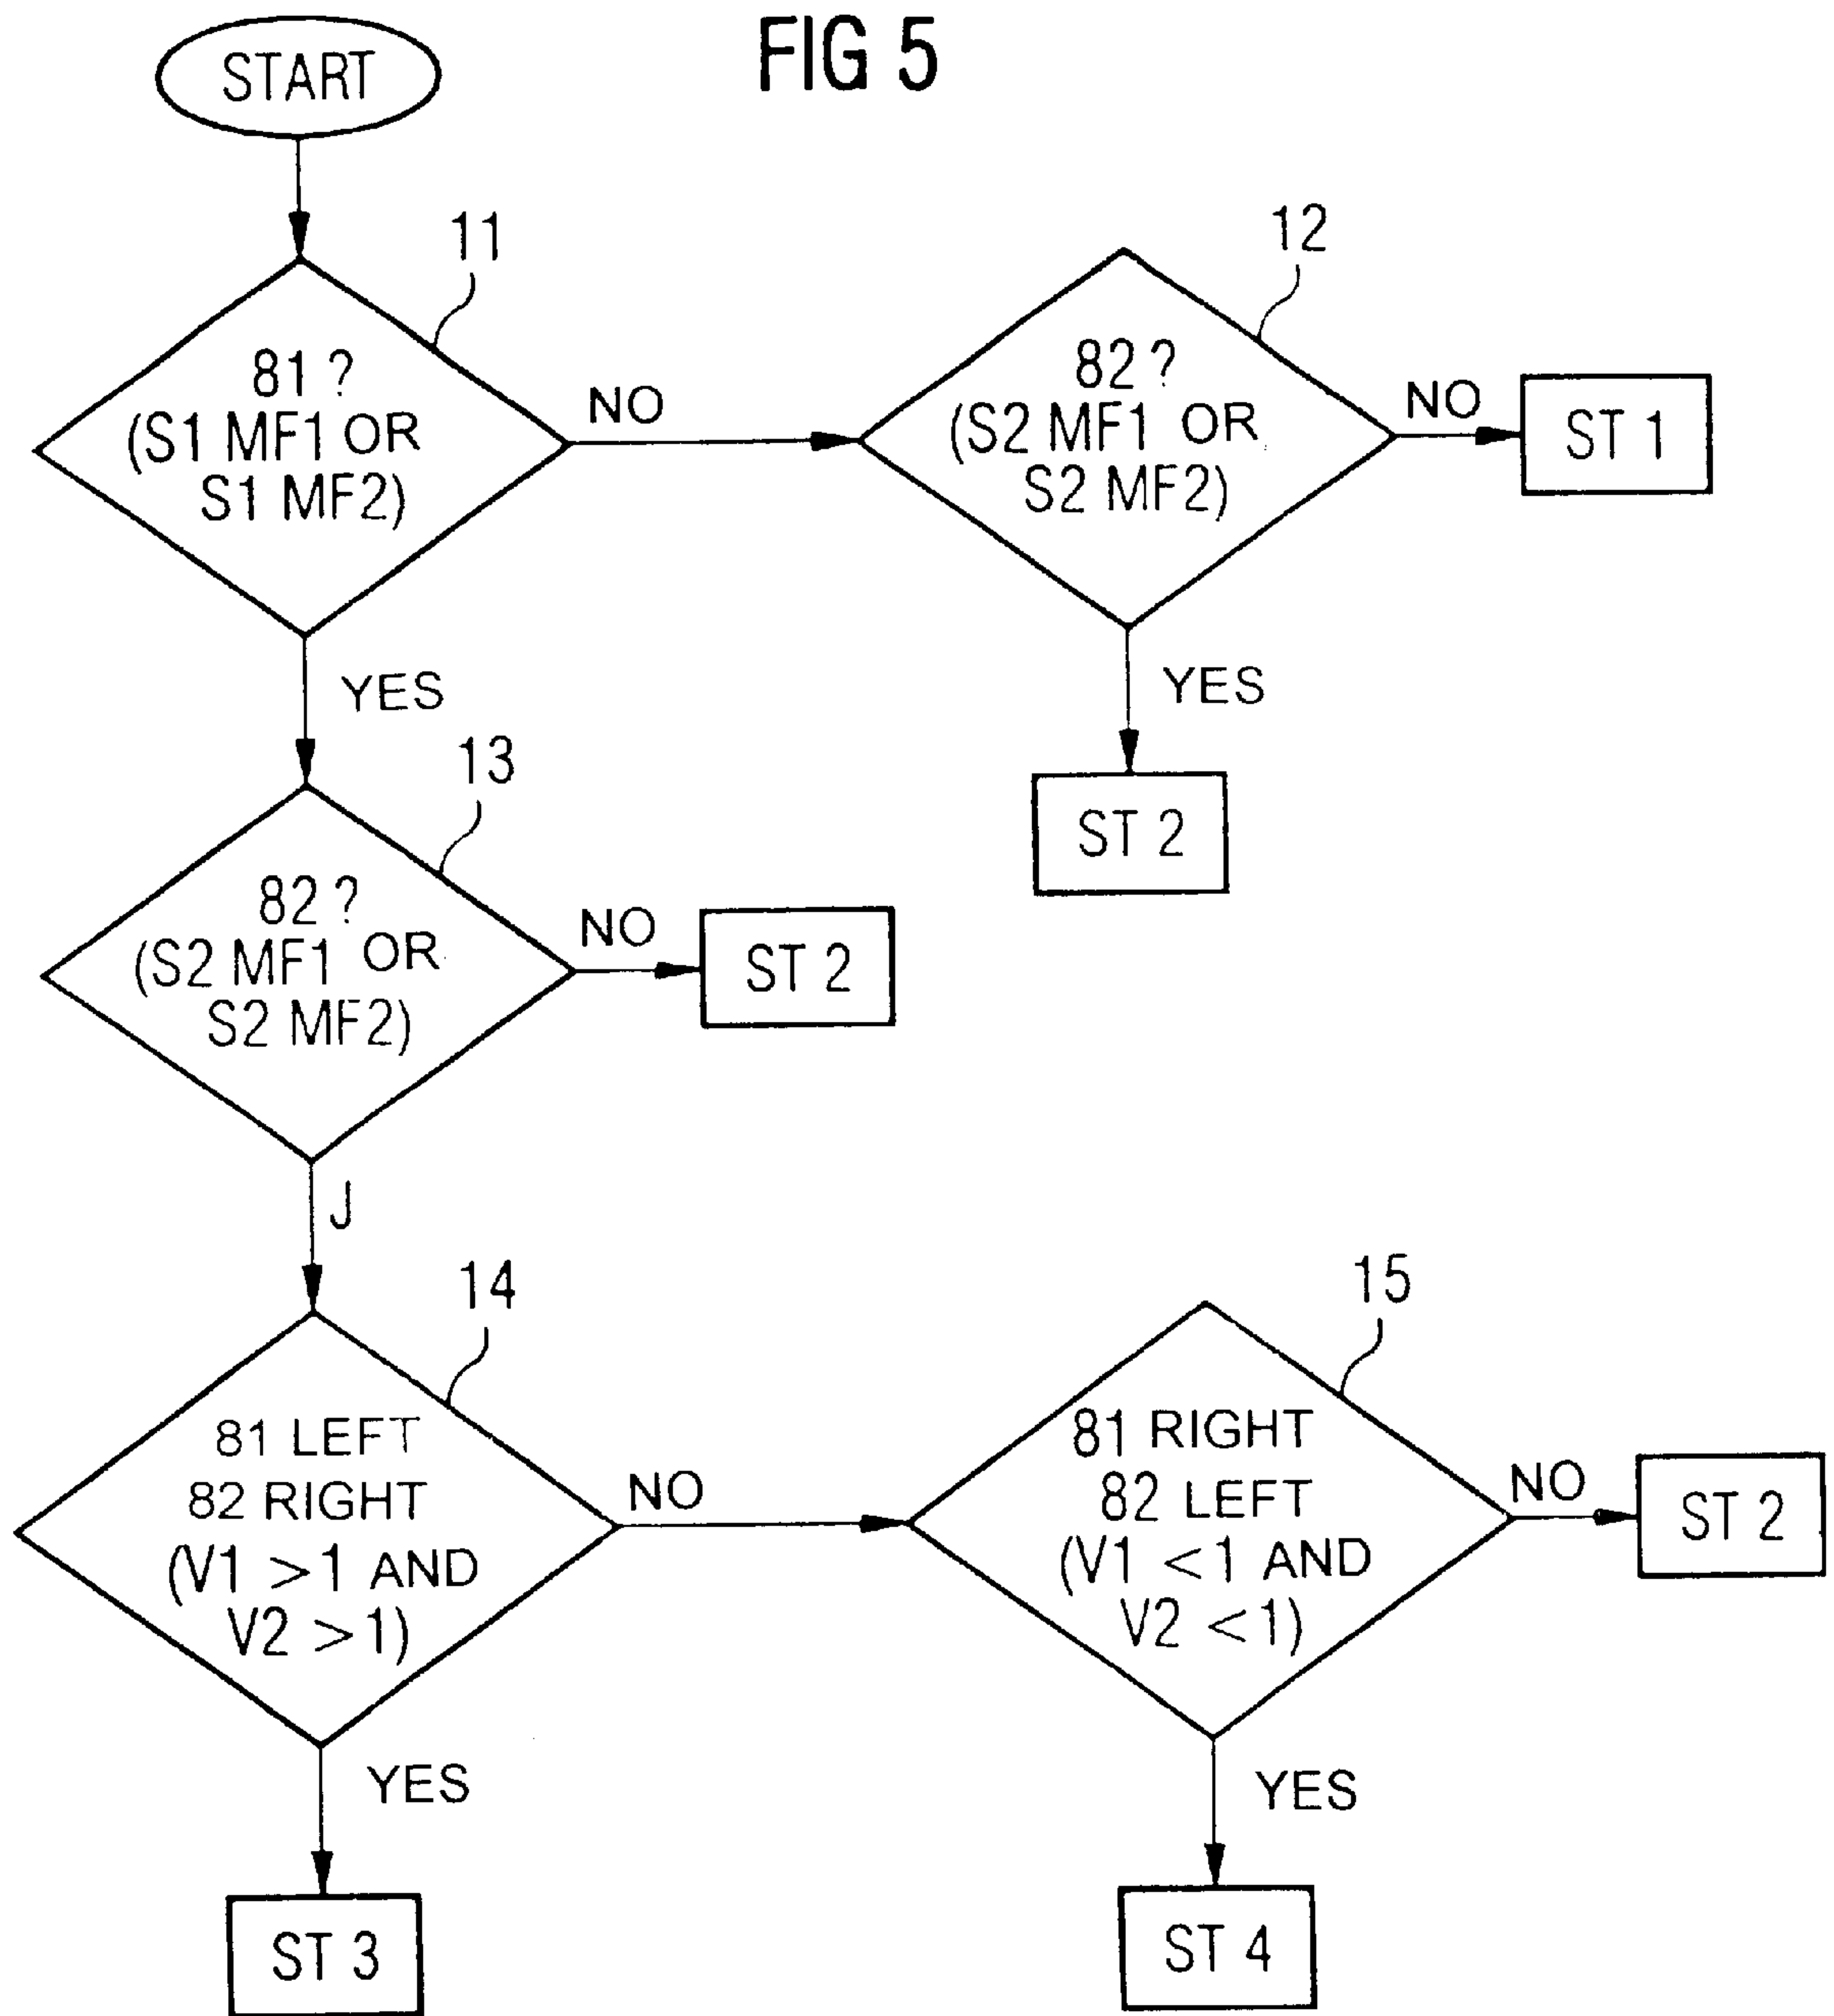 FIG 5
START
11
81 ?
(S1 MF1 OR
S1 MF2)
NO
YES
12
82 ?
(S2 MF1 OR
S2 MF2)
NO
ST 1
YES
ST 2
13
82 ?
(S2 MF1 OR
S2 MF2)
NO
ST 2
J
14
81 LEFT
82 RIGHT
(V1 > 1 AND
V2 > 1)
NO
YES
ST 3
15
81 RIGHT
82 LEFT
(V1 < 1 AND
V2 < 1)
NO
ST 2
YES
ST 4